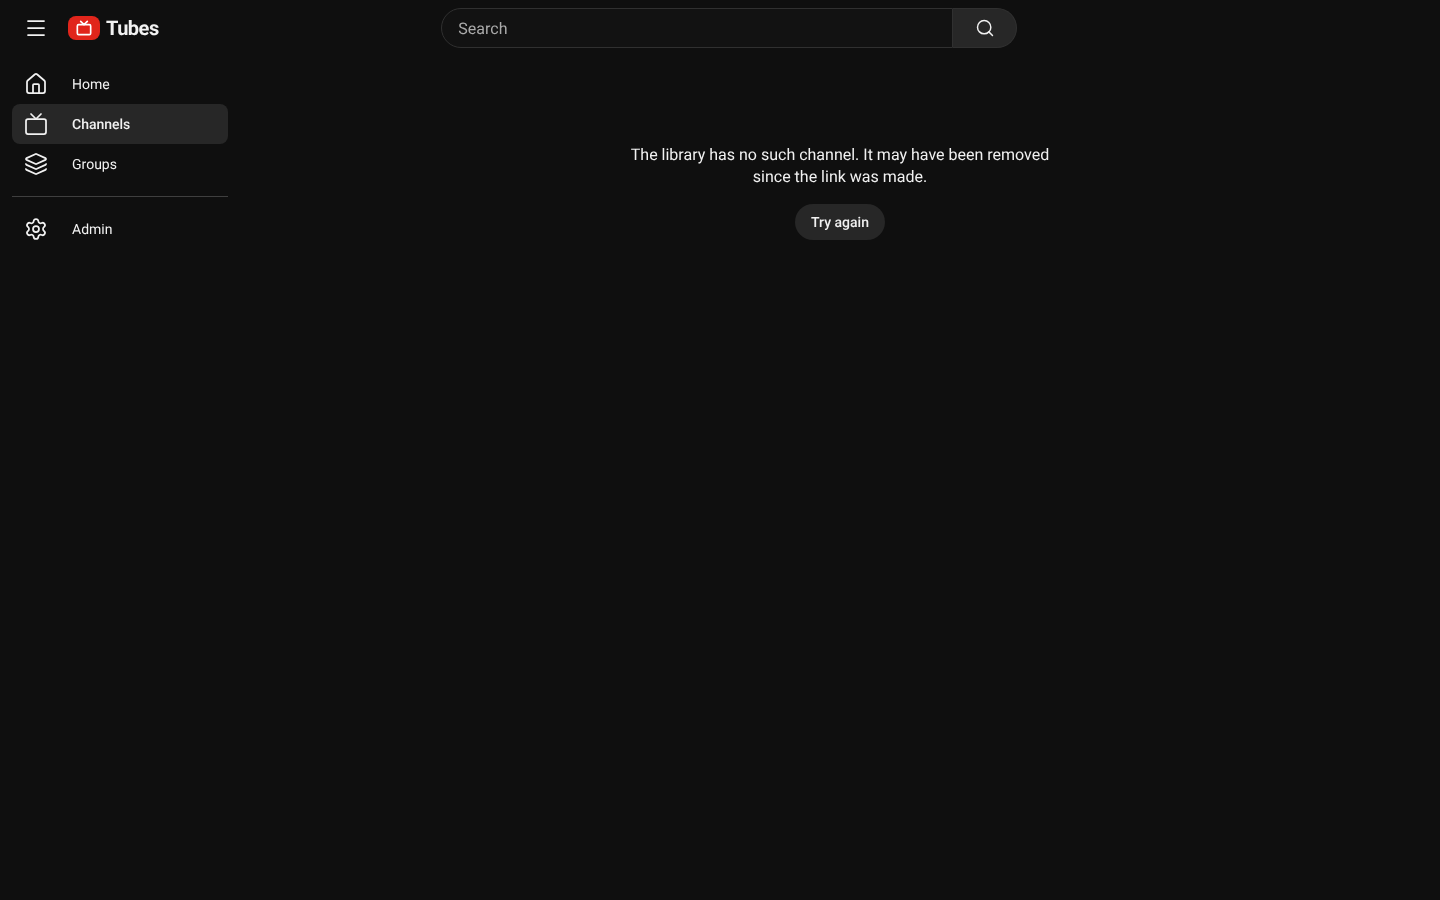 Tubes
Search
Home
Channels
Groups
Admin
The library has no such channel. It may have been removed
since the link was made.
Try again